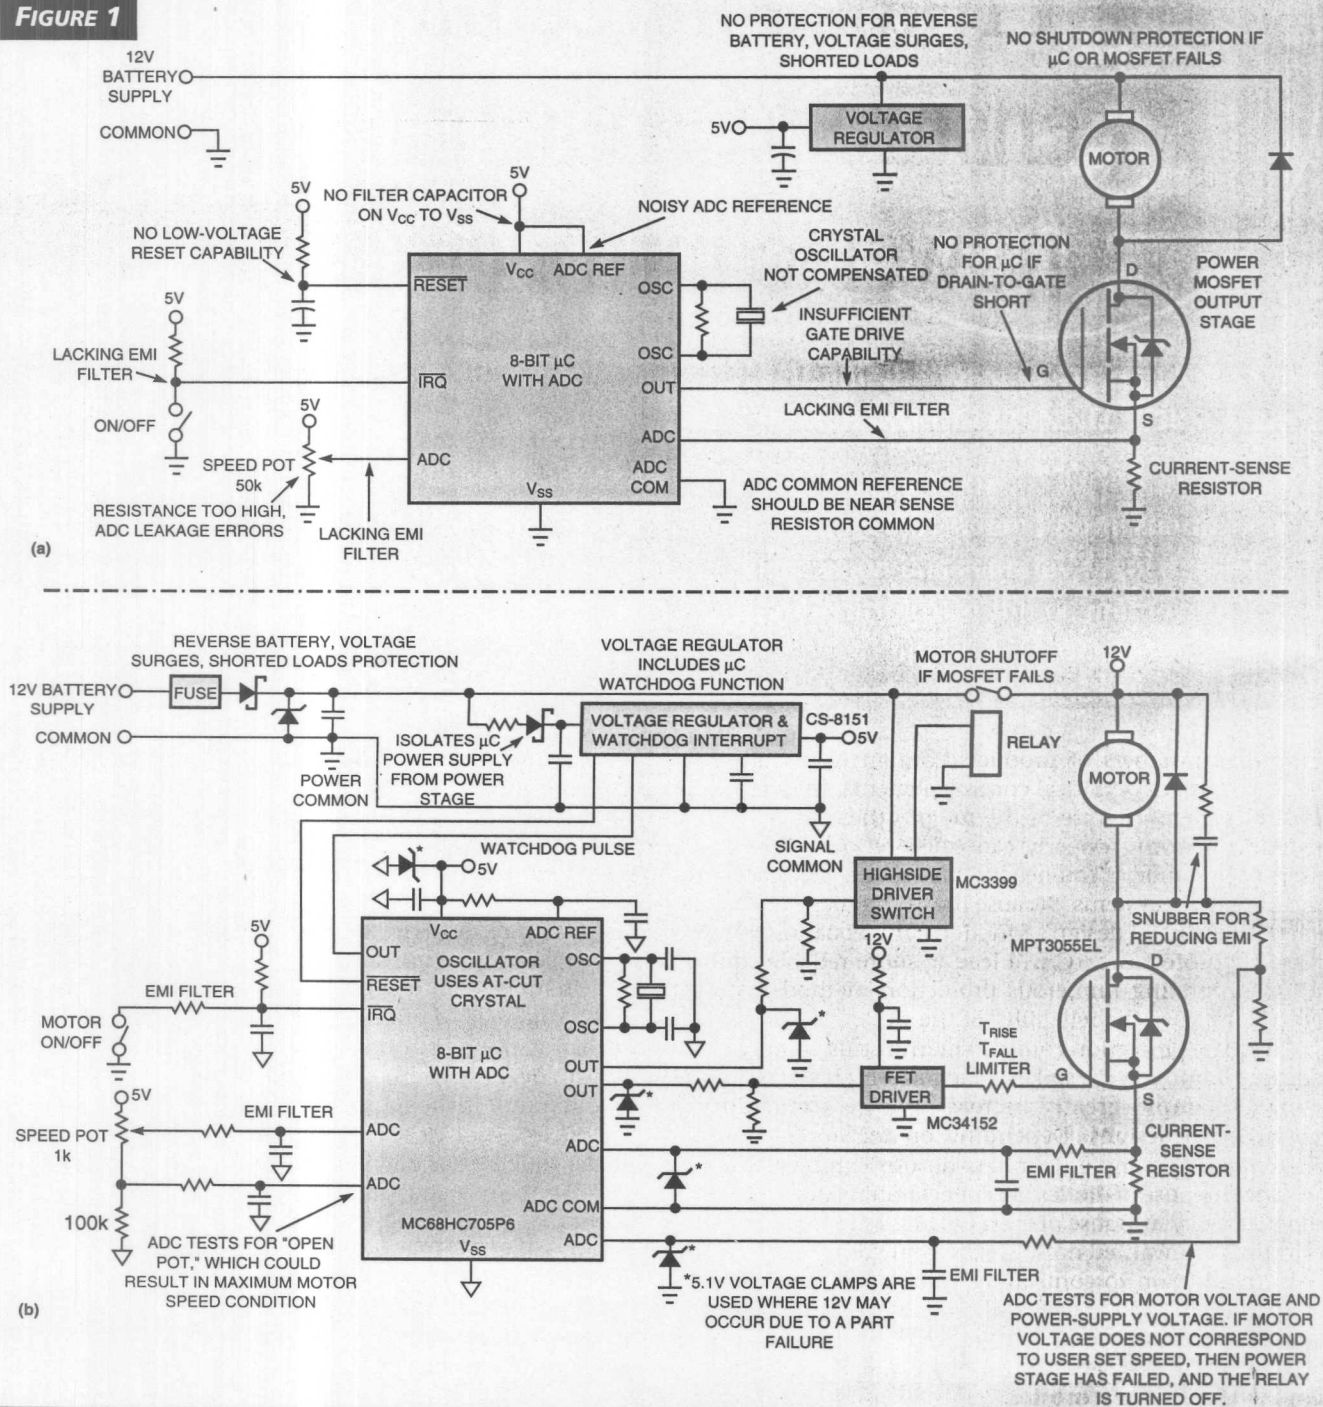 FIGURE 1
12V
BATTERY
SUPPLY
COMMON
NO PROTECTION FOR REVERSE
BATTERY, VOLTAGE SURGES,
SHORTED LOADS
NO SHUTDOWN PROTECTION IF
µC OR MOSFET FAILS
5V
VOLTAGE
REGULATOR
MOTOR
5V
NO FILTER CAPACITOR
ON VCC TO VSS
5V
NOISY ADC REFERENCE
NO LOW-VOLTAGE
RESET CAPABILITY
CRYSTAL
OSCILLATOR
NOT COMPENSATED
NO PROTECTION
FOR µC IF
DRAIN-TO-GATE
SHORT
D
POWER
MOSFET
OUTPUT
STAGE
VCC
ADC REF
RESET
OSC
5V
INSUFFICIENT
GATE DRIVE
CAPABILITY
LACKING EMI
FILTER
8-BIT µC
WITH ADC
OSC
IRQ
OUT
G
ON/OFF
5V
LACKING EMI FILTER
S
ADC
SPEED POT
50k
ADC
ADC
COM
VSS
ADC COMMON REFERENCE
SHOULD BE NEAR SENSE
RESISTOR COMMON
CURRENT-SENSE
RESISTOR
RESISTANCE TOO HIGH,
ADC LEAKAGE ERRORS
LACKING EMI
FILTER
(a)
REVERSE BATTERY, VOLTAGE
SURGES, SHORTED LOADS PROTECTION
VOLTAGE REGULATOR
INCLUDES µC
WATCHDOG FUNCTION
MOTOR SHUTOFF
IF MOSFET FAILS
12V
12V BATTERY
SUPPLY
FUSE
COMMON
VOLTAGE REGULATOR &
WATCHDOG INTERRUPT
CS-8151
5V
RELAY
ISOLATES µC
POWER SUPPLY
FROM POWER
STAGE
POWER
COMMON
MOTOR
WATCHDOG PULSE
SIGNAL
COMMON
*
5V
HIGHSIDE
DRIVER
SWITCH
MC3399
SNUBBER FOR
REDUCING EMI
VCC
ADC REF
5V
12V
MPT3055EL
D
OUT
OSCILLATOR
USES AT-CUT
CRYSTAL
OSC
RESET
EMI FILTER
IRQ
MOTOR
ON/OFF
OSC
*
TRISE
TFALL
LIMITER
8-BIT µC
WITH ADC
OUT
OUT
*
FET
DRIVER
G
5V
EMI FILTER
MC34152
S
SPEED POT
1k
ADC
ADC
CURRENT-
SENSE
RESISTOR
*
EMI FILTER
ADC
ADC COM
100k
MC68HC705P6
ADC
VSS
*
ADC TESTS FOR "OPEN
POT," WHICH COULD
RESULT IN MAXIMUM MOTOR
SPEED CONDITION
EMI FILTER
*5.1V VOLTAGE CLAMPS ARE
USED WHERE 12V MAY
OCCUR DUE TO A PART
FAILURE
ADC TESTS FOR MOTOR VOLTAGE AND
POWER-SUPPLY VOLTAGE. IF MOTOR
VOLTAGE DOES NOT CORRESPOND
TO USER SET SPEED, THEN POWER
STAGE HAS FAILED, AND THE RELAY
IS TURNED OFF.
(b)